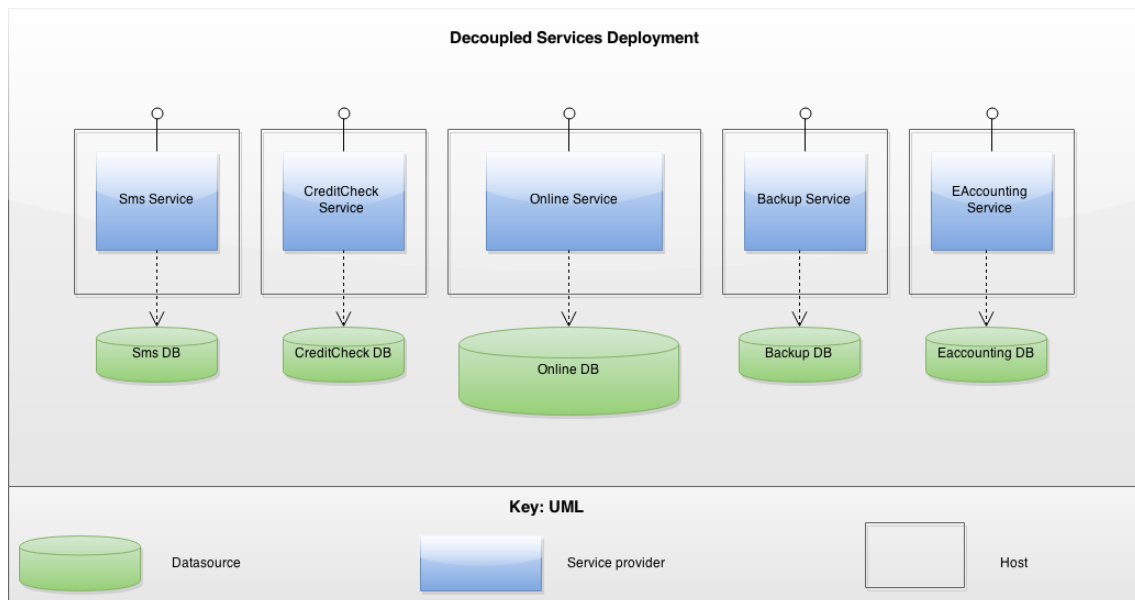 Decoupled Services Deployment
Sms Service
CreditCheck
Service
Online Service
Backup Service
EAccounting
Service
Sms DB
CreditCheck DB
Online DB
Backup DB
Eaccounting DB
Key: UML
Datasource
Service provider
Host